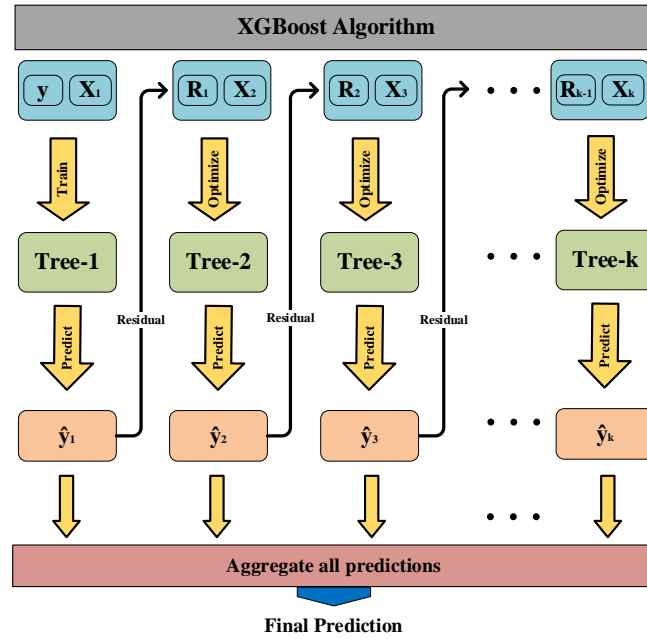 XGBoost Algorithm
y X₁ R₁ X₂ R₂ X₃ • • • Rₖ₋₁ Xₖ
Train Optimize Optimize Optimize
Tree-1 Tree-2 Tree-3 • • • Tree-k
Residual Residual Residual
Predict Predict Predict Predict
ŷ₁ ŷ₂ ŷ₃ • • • ŷₖ
• • •
Aggregate all predictions
Final Prediction